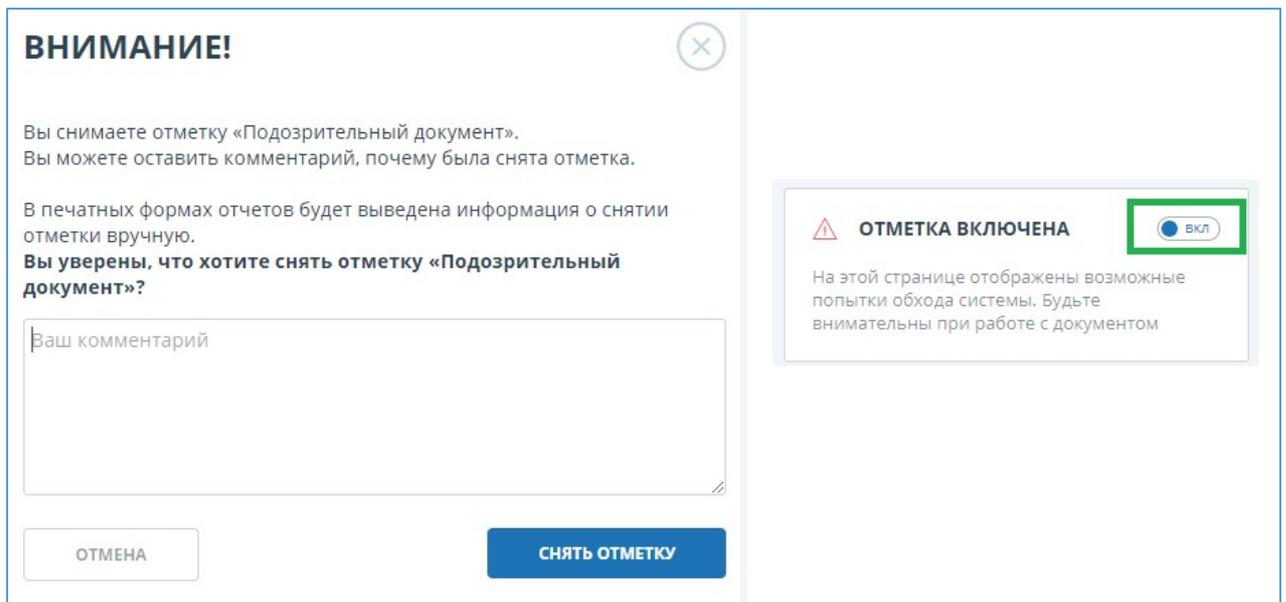 ВНИМАНИЕ!
Вы снимаете отметку «Подозрительный документ».
Вы можете оставить комментарий, почему была снята отметка.
В печатных формах отчетов будет выведена информация о снятии
отметки вручную.
Вы уверены, что хотите снять отметку «Подозрительный
документ»?
Ваш комментарий
ОТМЕНА
СНЯТЬ ОТМЕТКУ
ОТМЕТКА ВКЛЮЧЕНА
ВКЛ
На этой странице отображены возможные
попытки обхода системы. Будьте
внимательны при работе с документом